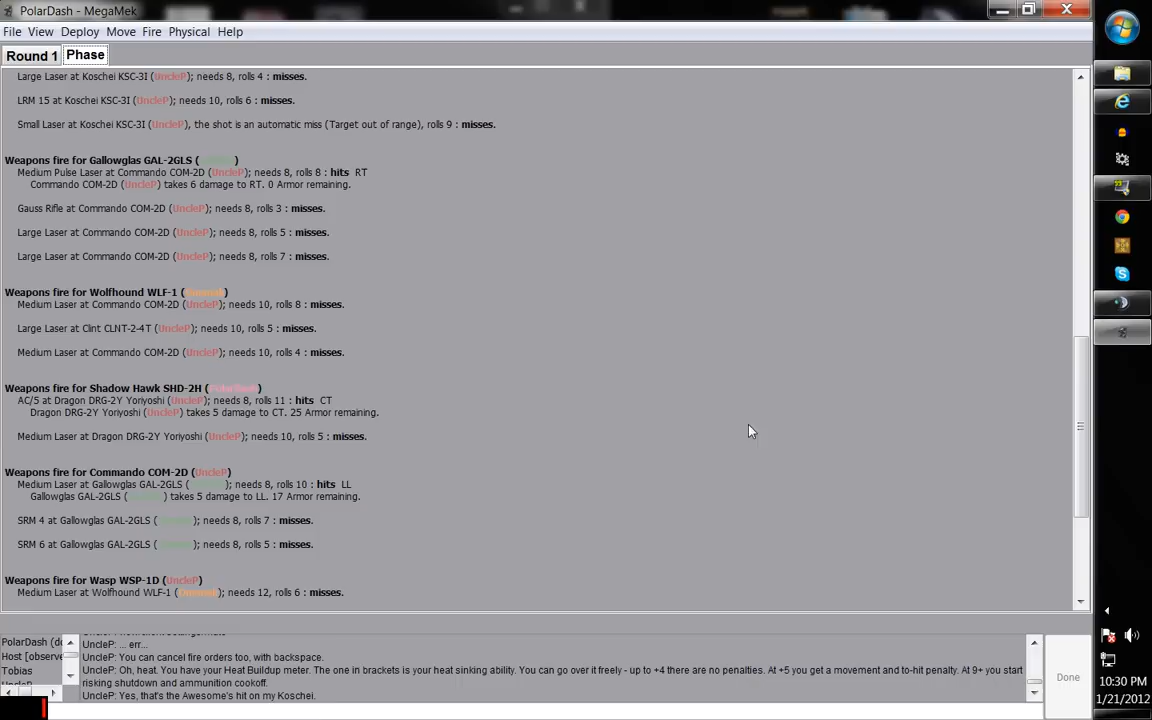 PolarDash - MegaMek
File View Deploy Move Fire Physical Help
Round 1 Phase
Large Laser at Koschei KSC-3I (UncleP); needs 8, rolls 4 : misses.
LRM 15 at Koschei KSC-3I (UncleP); needs 10, rolls 6 : misses.
Small Laser at Koschei KSC-3I (UncleP), the shot is an automatic miss (Target out of range), rolls 9 : misses.
Weapons fire for Gallowglas GAL-2GLS ( )
Medium Pulse Laser at Commando COM-2D (UncleP); needs 8, rolls 8 : hits RT
Commando COM-2D (UncleP) takes 6 damage to RT. 0 Armor remaining.
Gauss Rifle at Commando COM-2D (UncleP); needs 8, rolls 3 : misses.
Large Laser at Commando COM-2D (UncleP); needs 8, rolls 5 : misses.
Large Laser at Commando COM-2D (UncleP); needs 8, rolls 7 : misses.
Weapons fire for Wolfhound WLF-1 ( )
Medium Laser at Commando COM-2D (UncleP); needs 10, rolls 8 : misses.
Large Laser at Clint CLNT-2-4T (UncleP); needs 10, rolls 5 : misses.
Medium Laser at Commando COM-2D (UncleP); needs 10, rolls 4 : misses.
Weapons fire for Shadow Hawk SHD-2H ( )
AC/5 at Dragon DRG-2Y Yoriyoshi (UncleP); needs 8, rolls 11 : hits CT
Dragon DRG-2Y Yoriyoshi (UncleP) takes 5 damage to CT. 25 Armor remaining.
Medium Laser at Dragon DRG-2Y Yoriyoshi (UncleP); needs 10, rolls 5 : misses.
Weapons fire for Commando COM-2D (UncleP)
Medium Laser at Gallowglas GAL-2GLS ( ); needs 8, rolls 10 : hits LL
Gallowglas GAL-2GLS ( ) takes 5 damage to LL. 17 Armor remaining.
SRM 4 at Gallowglas GAL-2GLS ( ); needs 8, rolls 7 : misses.
SRM 6 at Gallowglas GAL-2GLS ( ); needs 8, rolls 5 : misses.
Weapons fire for Wasp WSP-1D (UncleP)
Medium Laser at Wolfhound WLF-1 ( ); needs 12, rolls 6 : misses.
PolarDash (do
Host [observe
Tobias
UncleP: ... err...
UncleP: You can cancel fire orders too, with backspace.
UncleP: Oh, heat. You have your Heat Buildup meter. The one in brackets is your heat sinking ability. You can go over it freely - up to +4 there are no penalties. At +5 you get a movement and to-hit penalty. At 9+ you start
risking shutdown and ammunition cookoff.
UncleP: Yes, that's the Awesome's hit on my Koschei.
Done
10:30 PM
1/21/2012